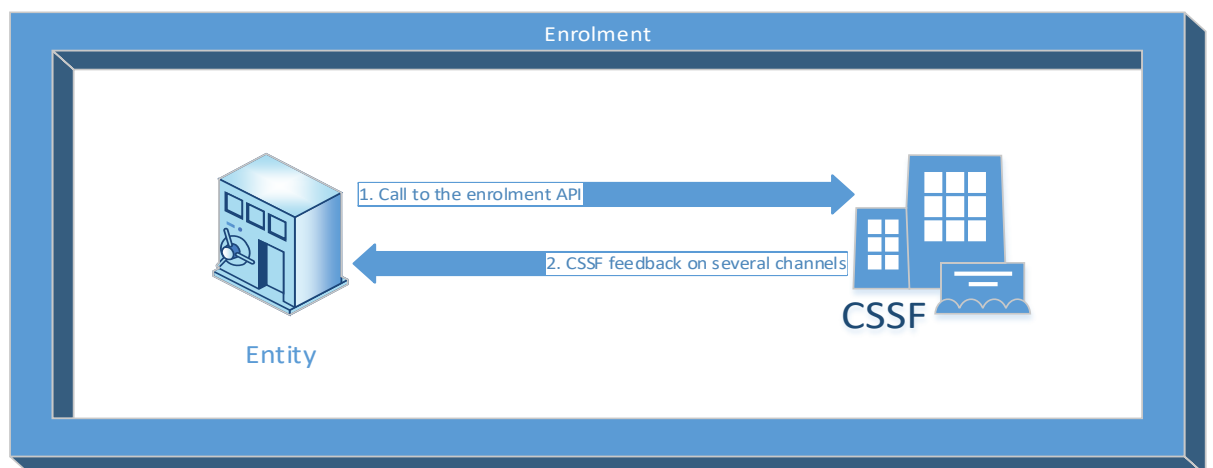 Enrolment
1. Call to the enrolment API
2. CSSF feedback on several channels
CSSF
Entity